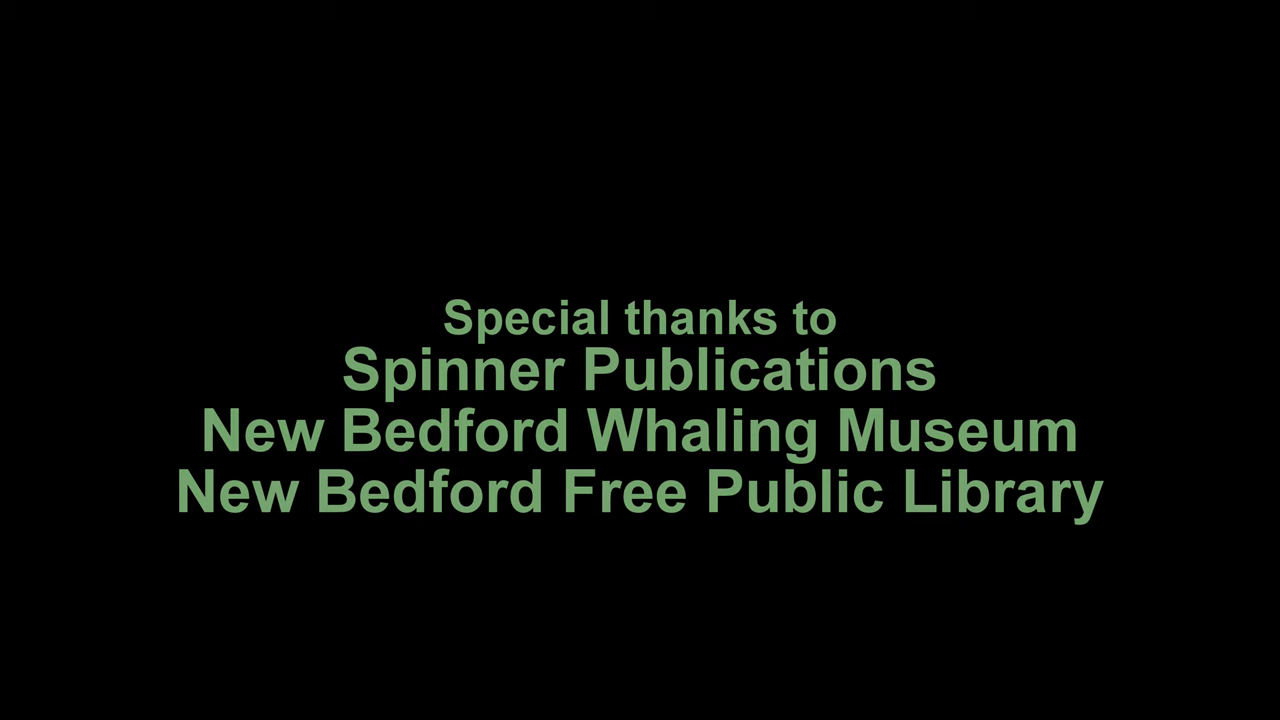 Special thanks to
Spinner Publications
New Bedford Whaling Museum
New Bedford Free Public Library